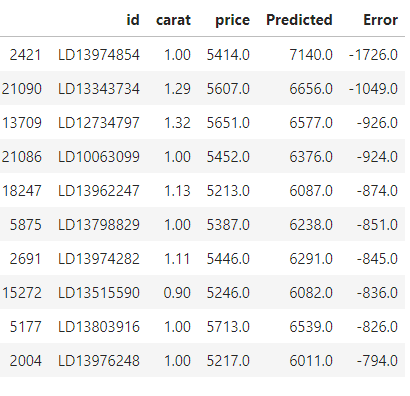 id carat price Predicted Error
2421 LD13974854 1.00 5414.0 7140.0 -1726.0
21090 LD13343734 1.29 5607.0 6656.0 -1049.0
13709 LD12734797 1.32 5651.0 6577.0 -926.0
21086 LD10063099 1.00 5452.0 6376.0 -924.0
18247 LD13962247 1.13 5213.0 6087.0 -874.0
5875 LD13798829 1.00 5387.0 6238.0 -851.0
2691 LD13974282 1.11 5446.0 6291.0 -845.0
15272 LD13515590 0.90 5246.0 6082.0 -836.0
5177 LD13803916 1.00 5713.0 6539.0 -826.0
2004 LD13976248 1.00 5217.0 6011.0 -794.0